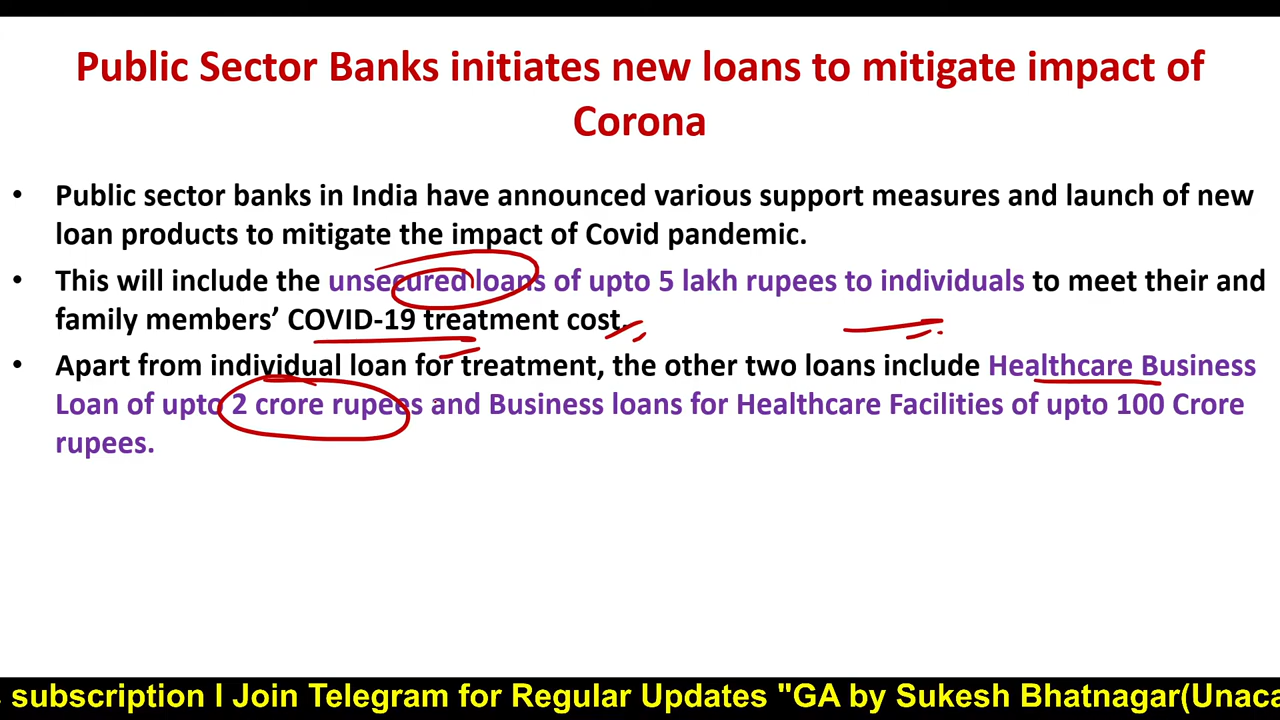 Public Sector Banks initiates new loans to mitigate impact of
Corona
• Public sector banks in India have announced various support measures and launch of new
loan products to mitigate the impact of Covid pandemic.
• This will include the unsecured loans of upto 5 lakh rupees to individuals to meet their and
family members’ COVID-19 treatment cost.
• Apart from individual loan for treatment, the other two loans include Healthcare Business
Loan of upto 2 crore rupees and Business loans for Healthcare Facilities of upto 100 Crore
rupees.
subscription I Join Telegram for Regular Updates "GA by Sukesh Bhatnagar(Unaca